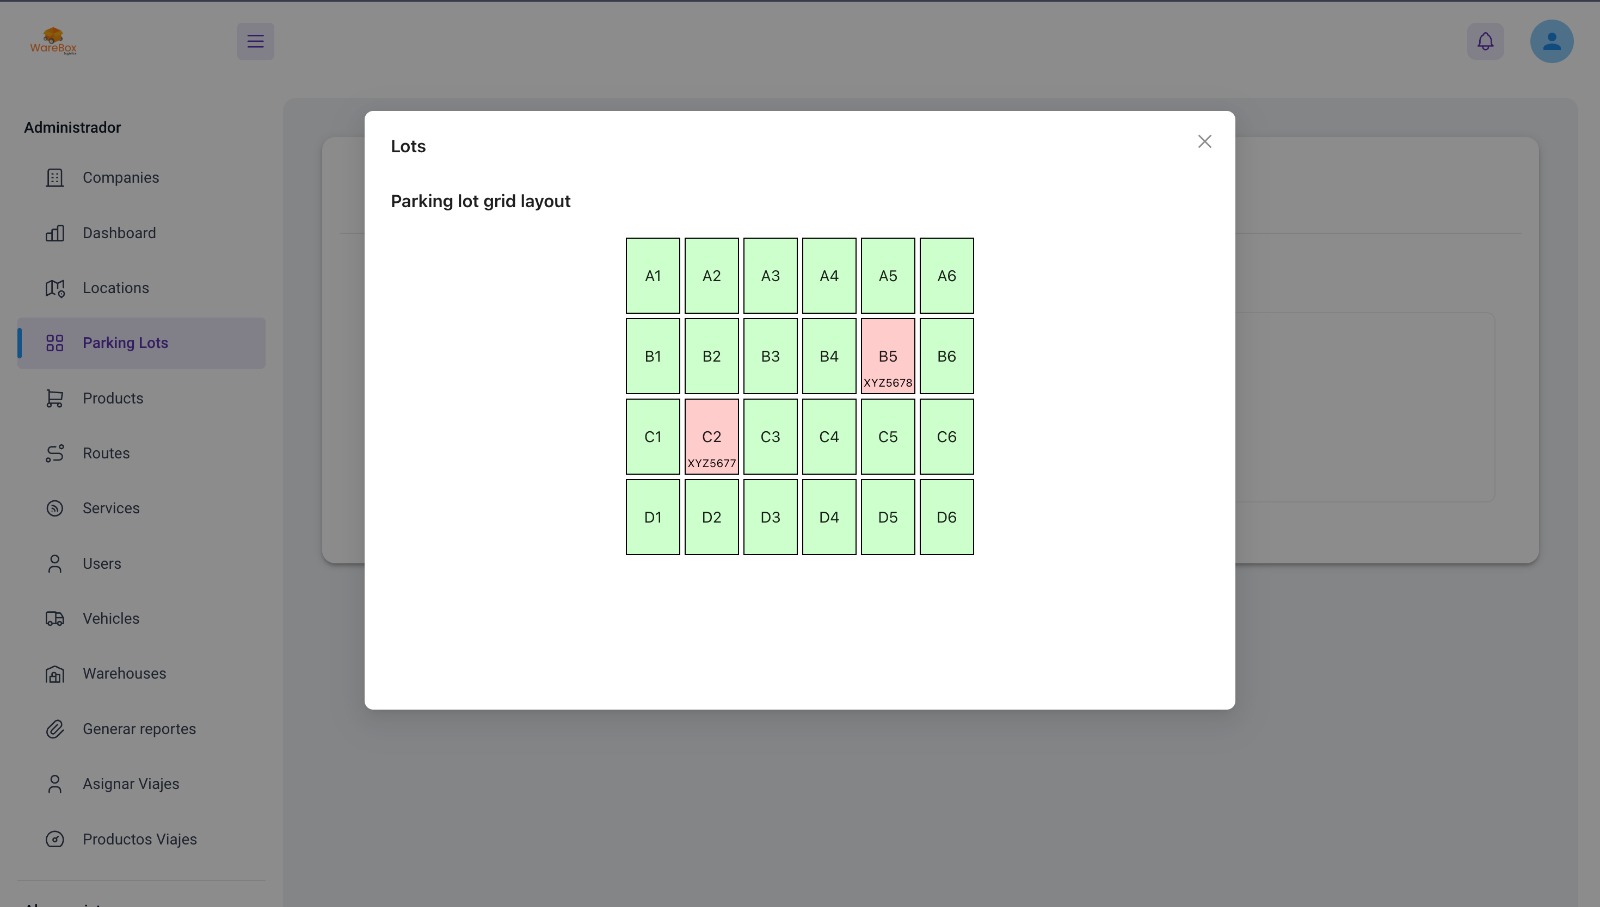 WareBox
Administrador
Companies
Dashboard
Locations
Parking Lots
Products
Routes
Services
Users
Vehicles
Warehouses
Generar reportes
Asignar Viajes
Productos Viajes
Lots
Parking lot grid layout
A1 A2 A3 A4 A5 A6
B1 B2 B3 B4 B5 B6
XYZ5678
C1 C2 C3 C4 C5 C6
XYZ5677
D1 D2 D3 D4 D5 D6